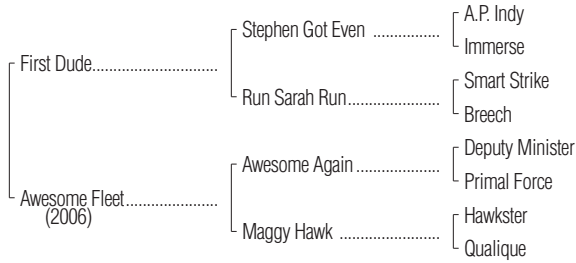 A.P. Indy
Stephen Got Even ................
Immerse
First Dude..............................
Smart Strike
Run Sarah Run......................
Breech
Deputy Minister
Awesome Again ....................
Primal Force
Awesome Fleet......................
(2006)
Hawkster
Maggy Hawk ........................
Qualique